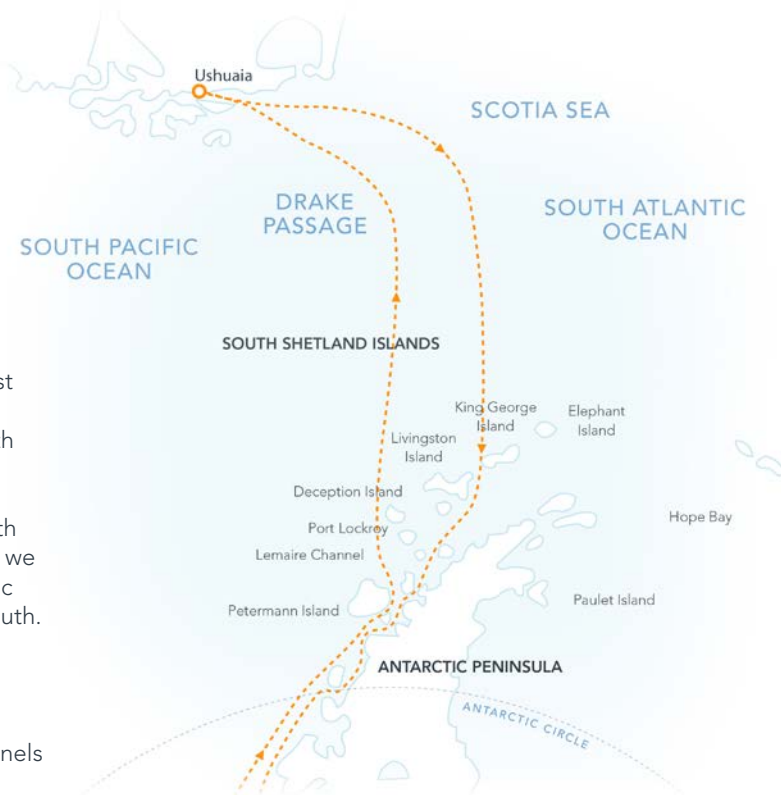 Ushuaia
SCOTIA SEA
DRAKE
PASSAGE
SOUTH ATLANTIC
OCEAN
SOUTH PACIFIC
OCEAN
SOUTH SHETLAND ISLANDS
King George
Island
Elephant
Island
Livingston
Island
Deception Island
Port Lockroy
Lemaire Channel
Hope Bay
Petermann Island
Paulet Island
ANTARCTIC PENINSULA
ANTARCTIC CIRCLE
we